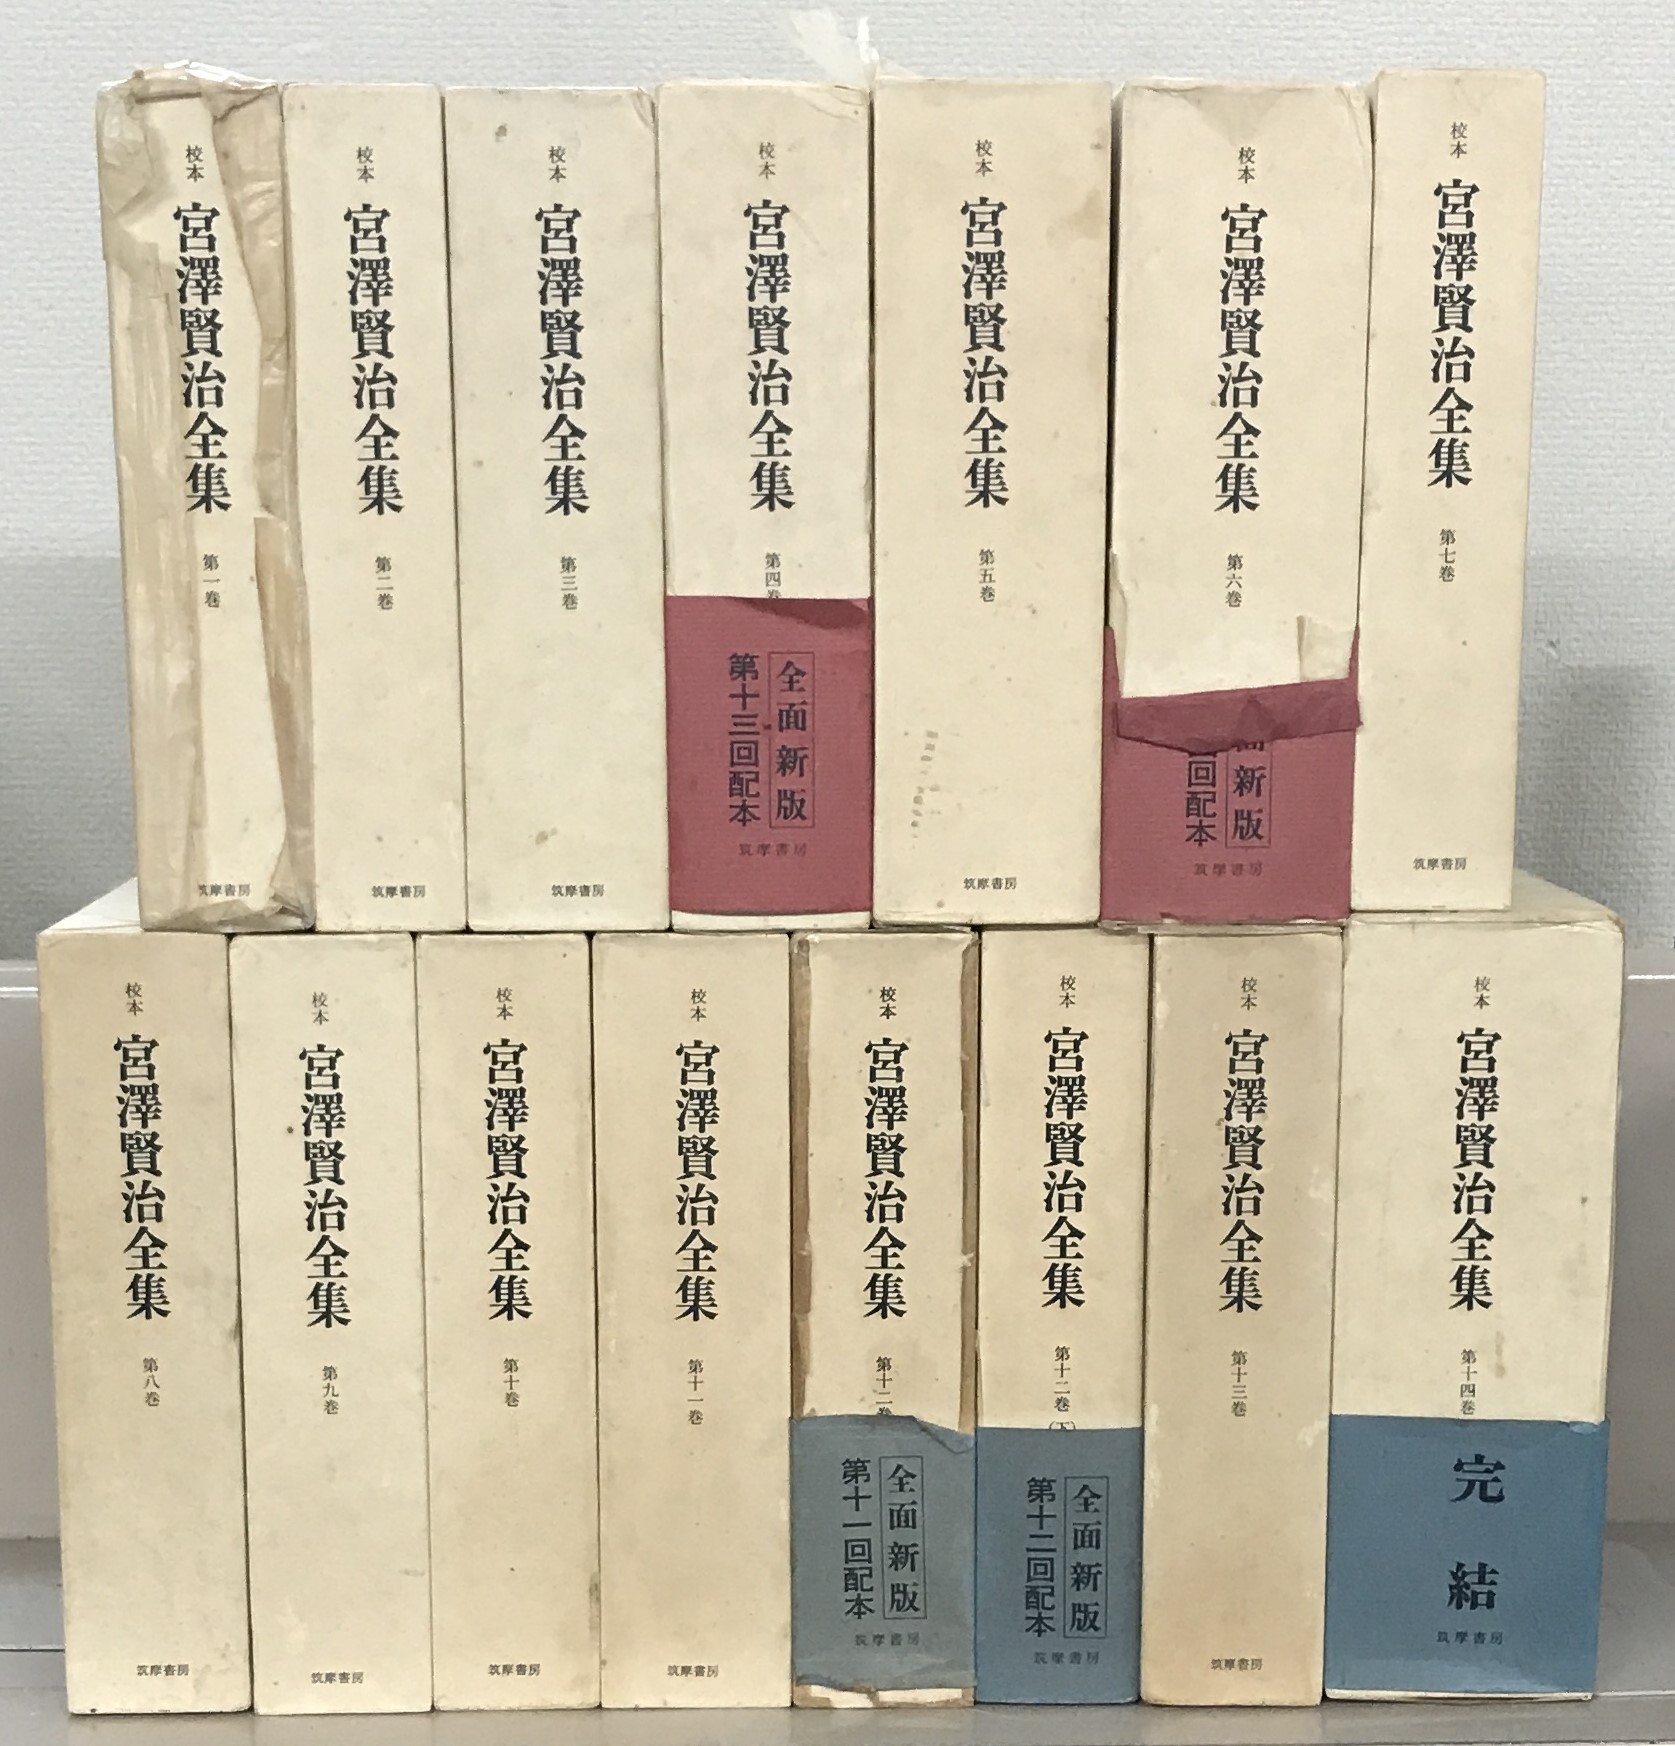 校本
宮澤賢治全集
第一巻
筑摩書房
校本
宮澤賢治全集
第二巻
筑摩書房
校本
宮澤賢治全集
第三巻
筑摩書房
校本
宮澤賢治全集
第四巻
全面新版
第十三回配本
筑摩書房
校本
宮澤賢治全集
第五巻
筑摩書房
校本
宮澤賢治全集
第六巻
新版
回配本
筑摩書房
校本
宮澤賢治全集
第七巻
筑摩書房
校本
宮澤賢治全集
第八巻
筑摩書房
校本
宮澤賢治全集
第九巻
筑摩書房
校本
宮澤賢治全集
第十巻
筑摩書房
校本
宮澤賢治全集
第十一巻
筑摩書房
校本
宮澤賢治全集
第十二巻
全面新版
第十一回配本
筑摩書房
校本
宮澤賢治全集
第十二巻
(下)
全面新版
第十二回配本
筑摩書房
校本
宮澤賢治全集
第十三巻
筑摩書房
校本
宮澤賢治全集
第十四巻
完結
筑摩書房